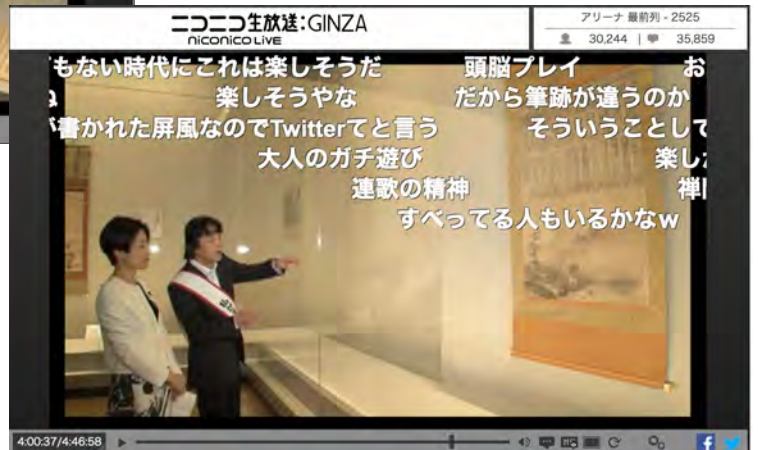 ニコニコ生放送:GINZA
niconico Live
アリーナ 最前列 - 2525
30,244 | 35,859
もない時代にこれは楽しそうだ 頭脳プレイ お
楽しそうやな だから筆跡が違うのか
が書かれた屏風なのでTwitterてと言う そういうことして
大人のガチ遊び 楽し
連歌の精神 禅
すべってる人もいるかなw
4:00:37/4:46:58